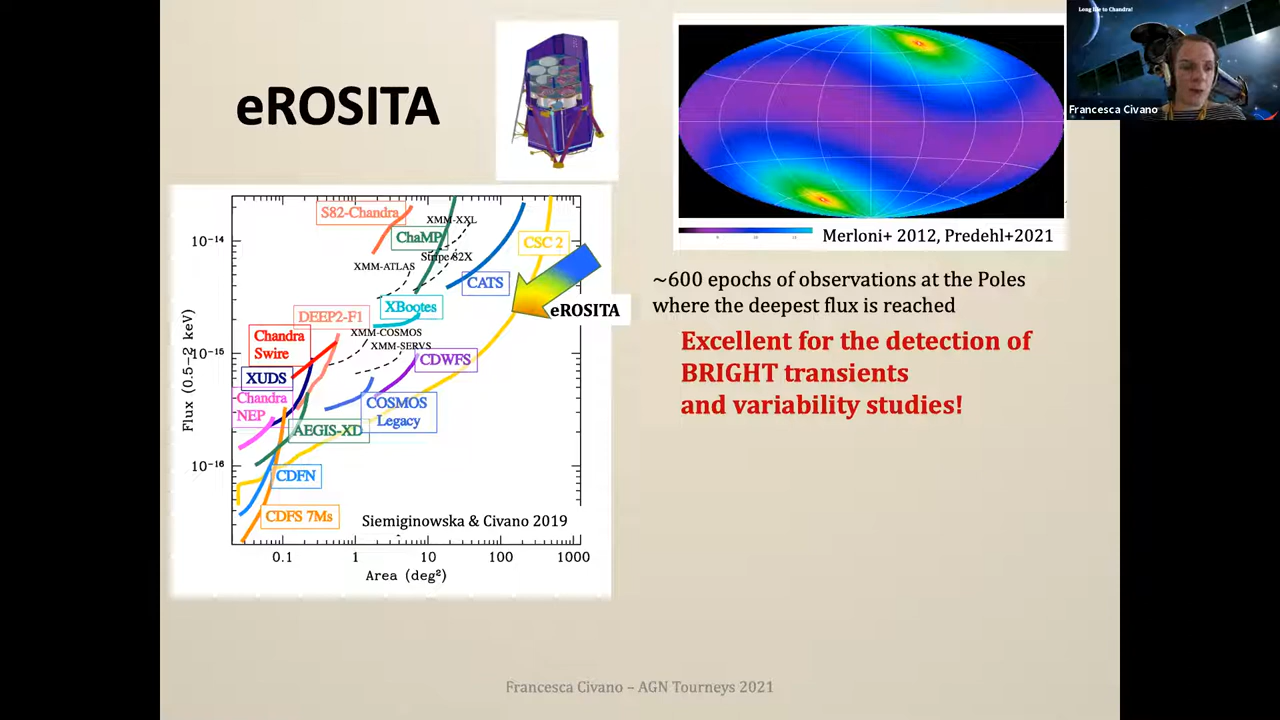 eROSITA
Long life to Chandra!
Francesca Civano
Merloni+ 2012, Predehl+2021
~600 epochs of observations at the Poles
where the deepest flux is reached
Excellent for the detection of
BRIGHT transients
and variability studies!
S82-Chandra
XMM-XXL
ChaMP
CSC 2
Stripe 82X
XMM-ATLAS
CATS
XBootes
eROSITA
DEEP2-F1
XMM-COSMOS
Chandra
Swire
XMM-SERVS
CDWFS
XUDS
Chandra
NEP
COSMOS
Legacy
AEGIS-XD
CDFN
CDFS 7Ms
Siemiginowska & Civano 2019
Flux (0.5-2 keV)
10⁻¹⁴
10⁻¹⁵
10⁻¹⁶
0.1 1 10 100 1000
Area (deg²)
Francesca Civano – AGN Tourneys 2021